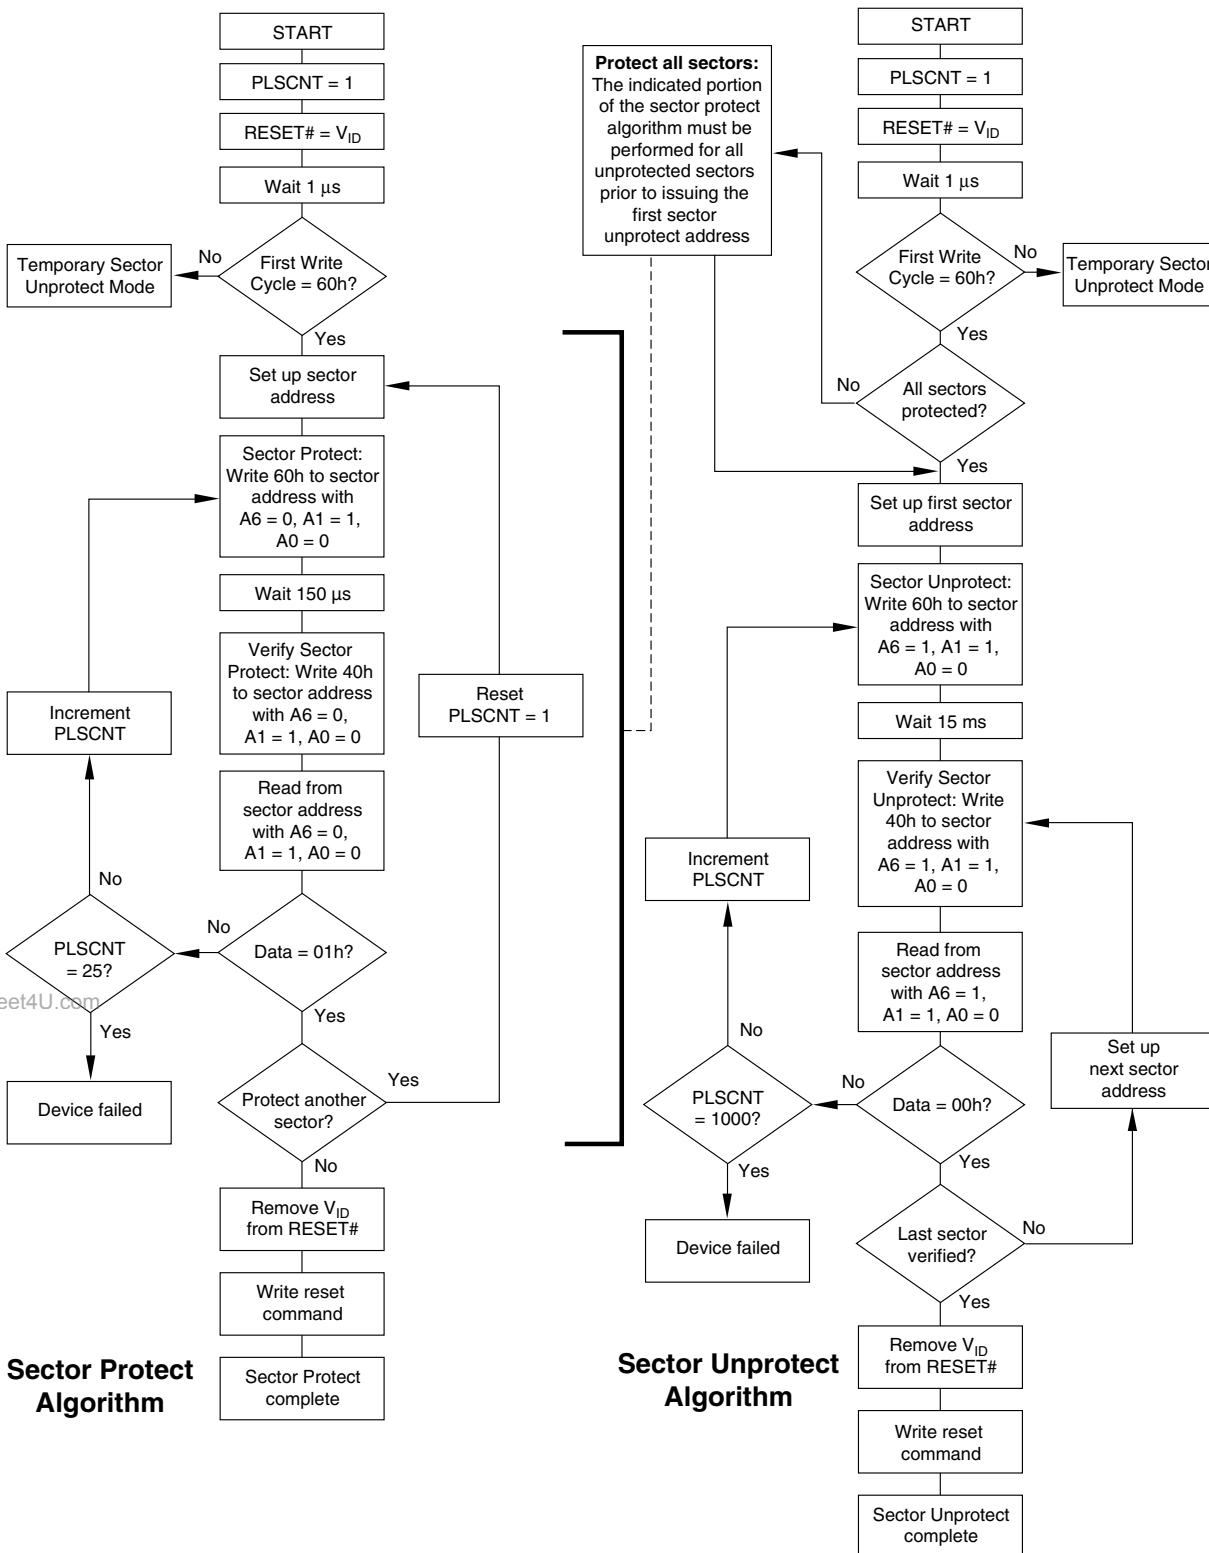 START
PLSCNT = 1
RESET# = VID
Wait 1 μs
First Write
Cycle = 60h?
No
Temporary Sector
Unprotect Mode
Yes
Set up sector
address
Sector Protect:
Write 60h to sector
address with
A6 = 0, A1 = 1,
A0 = 0
Wait 150 μs
Verify Sector
Protect: Write 40h
to sector address
with A6 = 0,
A1 = 1, A0 = 0
Reset
PLSCNT = 1
Increment
PLSCNT
Read from
sector address
with A6 = 0,
A1 = 1, A0 = 0
No
PLSCNT
= 25?
No
Data = 01h?
eet4U.com
Yes
Yes
Device failed
Protect another
sector?
Yes
No
Remove VID
from RESET#
Write reset
command
Sector Protect
complete
Sector Protect
Algorithm
Protect all sectors:
The indicated portion
of the sector protect
algorithm must be
performed for all
unprotected sectors
prior to issuing the
first sector
unprotect address
START
PLSCNT = 1
RESET# = VID
Wait 1 μs
First Write
Cycle = 60h?
No
Temporary Sector
Unprotect Mode
Yes
No
All sectors
protected?
Yes
Set up first sector
address
Sector Unprotect:
Write 60h to sector
address with
A6 = 1, A1 = 1,
A0 = 0
Wait 15 ms
Verify Sector
Unprotect: Write
40h to sector
address with
A6 = 1, A1 = 1,
A0 = 0
Increment
PLSCNT
Read from
sector address
with A6 = 1,
A1 = 1, A0 = 0
No
Set up
next sector
address
PLSCNT
= 1000?
No
Data = 00h?
Yes
Yes
Device failed
Last sector
verified?
No
Yes
Remove VID
from RESET#
Write reset
command
Sector Unprotect
complete
Sector Unprotect
Algorithm